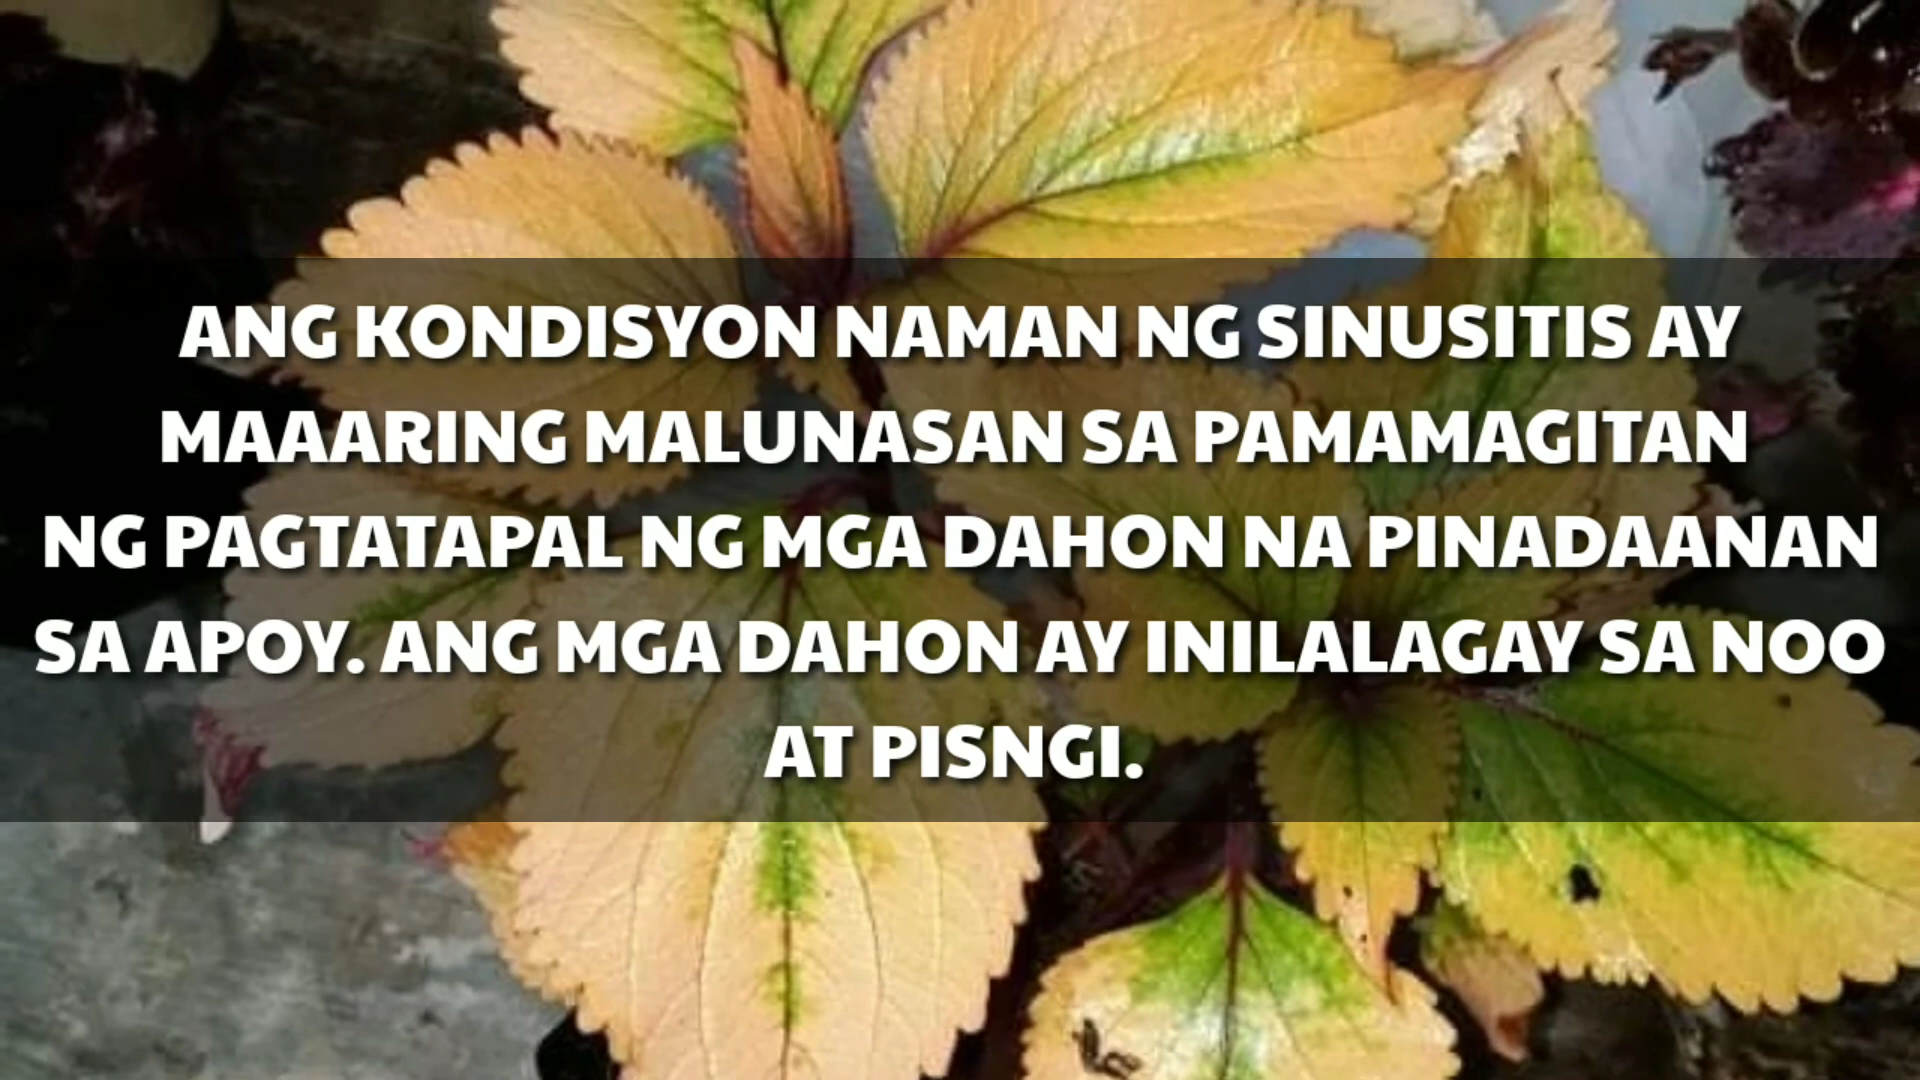 ANG KONDISYON NAMAN NG SINUSITIS AY
MAAARING MALUNASAN SA PAMAMAGITAN
NG PAGTATAPAL NG MGA DAHON NA PINADAANAN
SA APOY. ANG MGA DAHON AY INILALAGAY SA NOO
AT PISNGI.